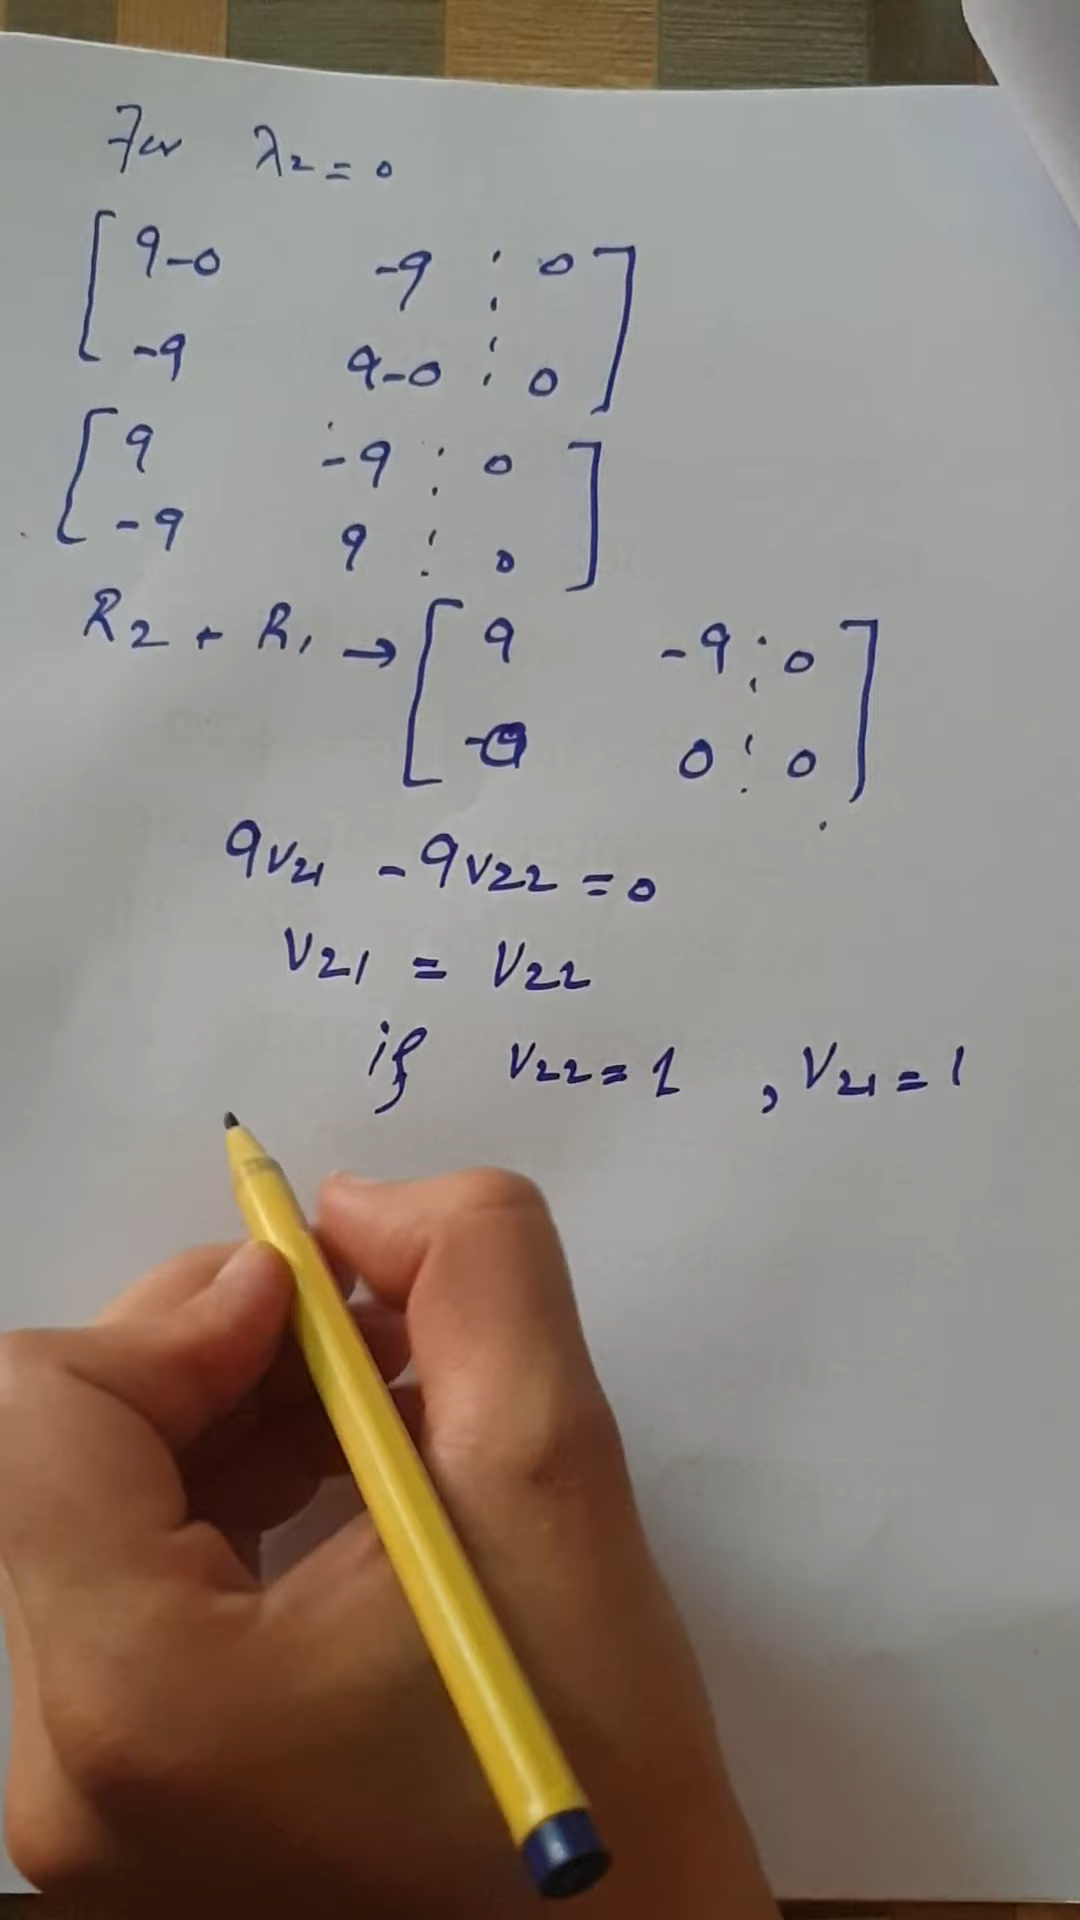 For λ2 = 0
[ 9-0 -9 : 0 ]
[ -9 9-0 : 0 ]
[ 9 -9 : 0 ]
[ -9 9 : 0 ]
R2 + R1 → [ 9 -9 : 0 ]
[ 0 0 : 0 ]
9v21 - 9v22 = 0
v21 = v22
if v22 = 1 , v21 = 1